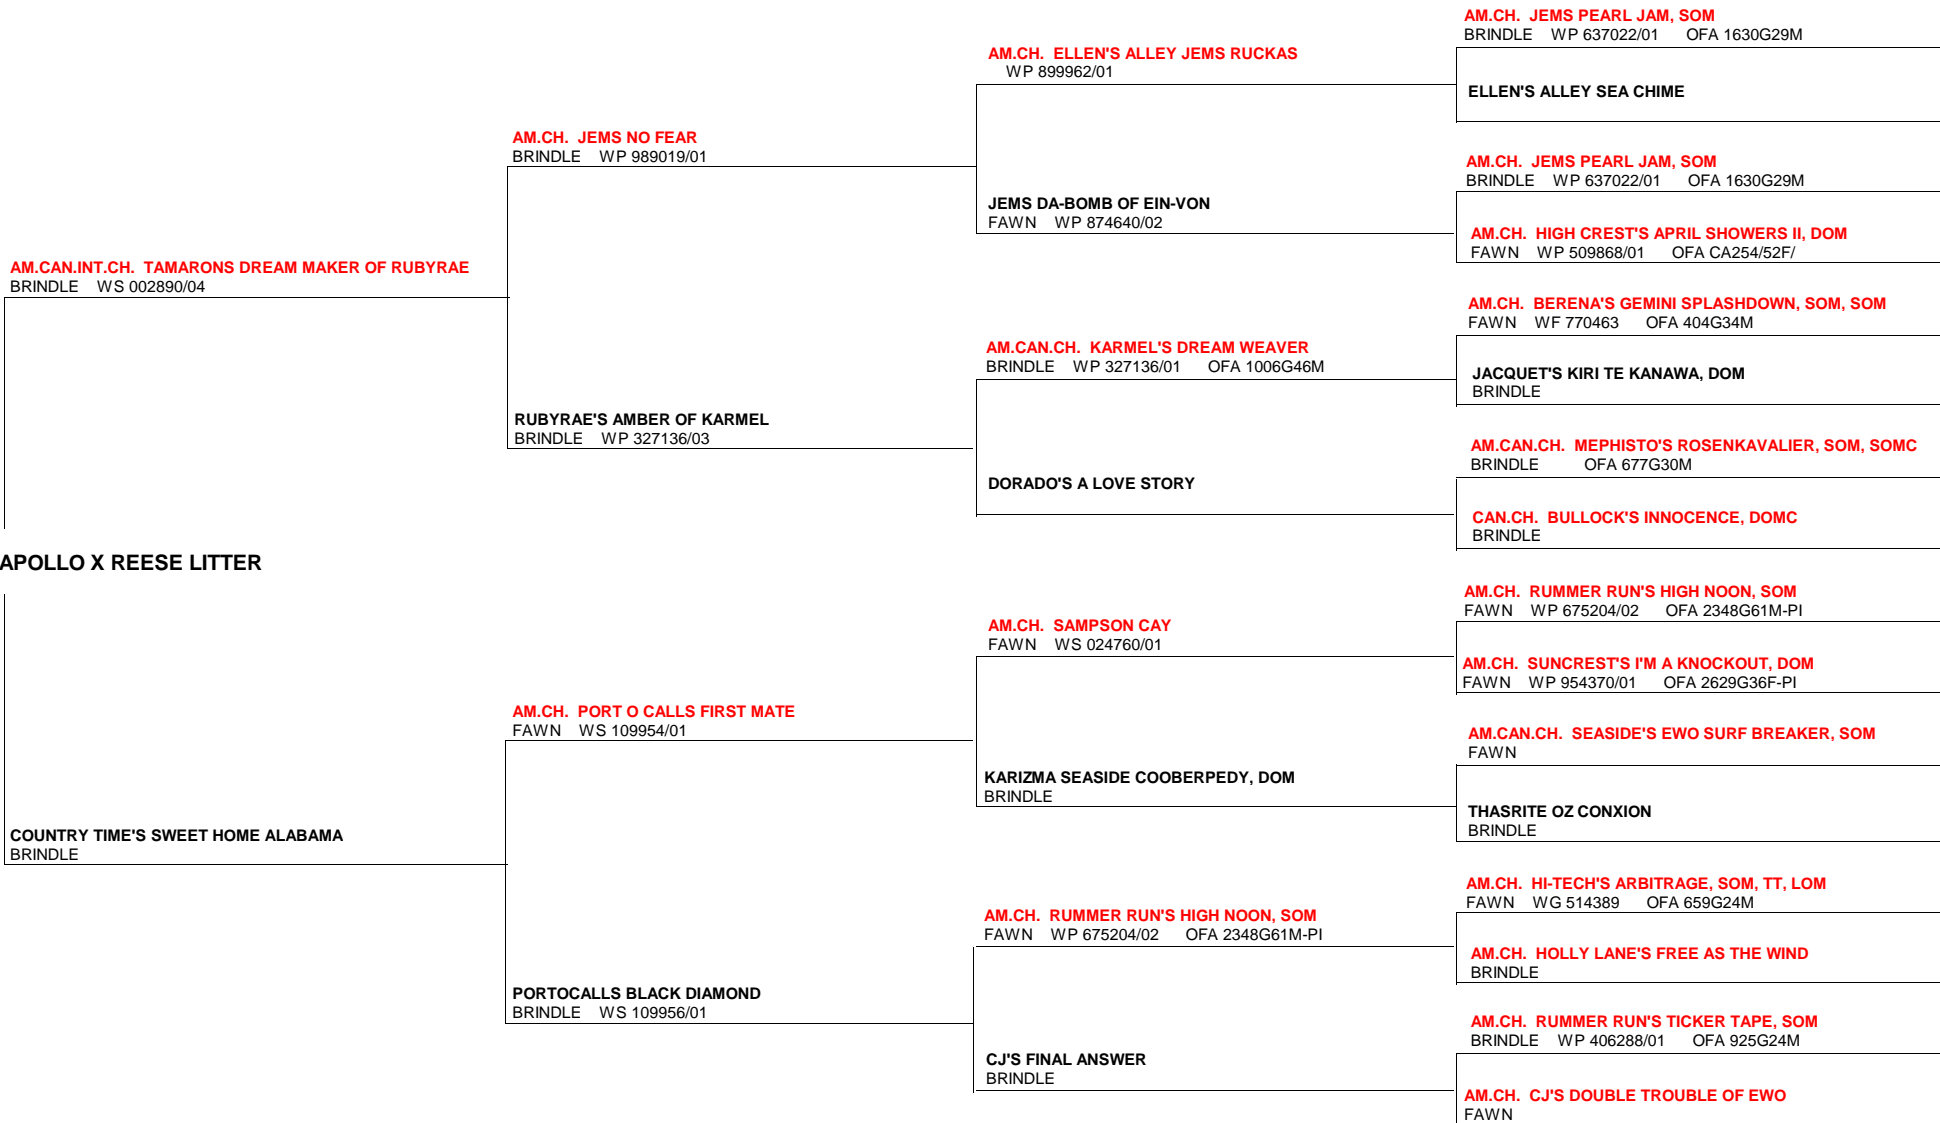 AM.CH. JEMS PEARL JAM, SOM
BRINDLE WP 637022/01 OFA 1630G29M
AM.CH. ELLEN'S ALLEY JEMS RUCKAS
WP 899962/01
ELLEN'S ALLEY SEA CHIME
AM.CH. JEMS NO FEAR
BRINDLE WP 989019/01
AM.CH. JEMS PEARL JAM, SOM
BRINDLE WP 637022/01 OFA 1630G29M
JEMS DA-BOMB OF EIN-VON
FAWN WP 874640/02
AM.CH. HIGH CREST'S APRIL SHOWERS II, DOM
FAWN WP 509868/01 OFA CA254/52F/
AM.CAN.INT.CH. TAMARONS DREAM MAKER OF RUBYRAE
BRINDLE WS 002890/04
AM.CH. BERENA'S GEMINI SPLASHDOWN, SOM, SOM
FAWN WF 770463 OFA 404G34M
AM.CAN.CH. KARMEL'S DREAM WEAVER
BRINDLE WP 327136/01 OFA 1006G46M
JACQUET'S KIRI TE KANAWA, DOM
BRINDLE
RUBYRAE'S AMBER OF KARMEL
BRINDLE WP 327136/03
AM.CAN.CH. MEPHISTO'S ROSENKAVALIER, SOM, SOMC
BRINDLE OFA 677G30M
DORADO'S A LOVE STORY
CAN.CH. BULLOCK'S INNOCENCE, DOMC
BRINDLE
APOLLO X REESE LITTER
AM.CH. RUMMER RUN'S HIGH NOON, SOM
FAWN WP 675204/02 OFA 2348G61M-PI
AM.CH. SAMPSON CAY
FAWN WS 024760/01
AM.CH. SUNCREST'S I'M A KNOCKOUT, DOM
FAWN WP 954370/01 OFA 2629G36F-PI
AM.CH. PORT O CALLS FIRST MATE
FAWN WS 109954/01
AM.CAN.CH. SEASIDE'S EWO SURF BREAKER, SOM
FAWN
KARIZMA SEASIDE COOBERPEDY, DOM
BRINDLE
THASRITE OZ CONXION
BRINDLE
COUNTRY TIME'S SWEET HOME ALABAMA
BRINDLE
AM.CH. HI-TECH'S ARBITRAGE, SOM, TT, LOM
FAWN WG 514389 OFA 659G24M
AM.CH. RUMMER RUN'S HIGH NOON, SOM
FAWN WP 675204/02 OFA 2348G61M-PI
AM.CH. HOLLY LANE'S FREE AS THE WIND
BRINDLE
PORTOCALLS BLACK DIAMOND
BRINDLE WS 109956/01
AM.CH. RUMMER RUN'S TICKER TAPE, SOM
BRINDLE WP 406288/01 OFA 925G24M
CJ'S FINAL ANSWER
BRINDLE
AM.CH. CJ'S DOUBLE TROUBLE OF EWO
FAWN